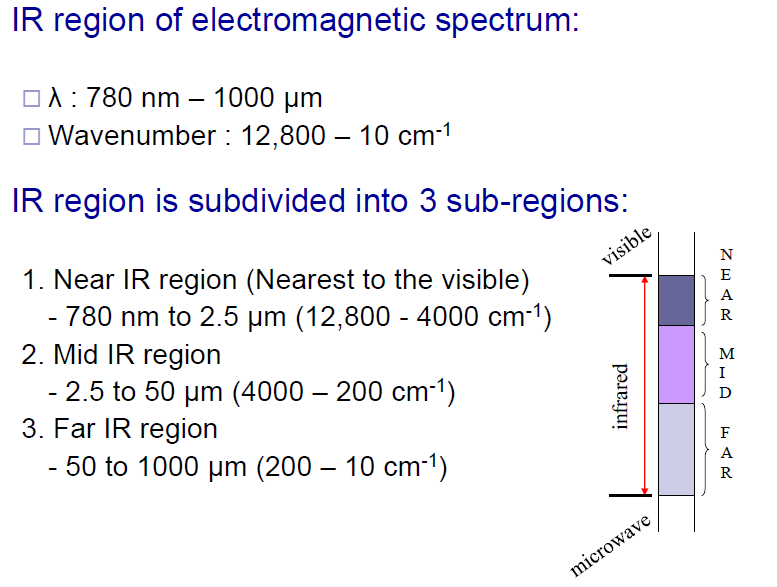 IR region of electromagnetic spectrum:
λ : 780 nm – 1000 µm
Wavenumber : 12,800 – 10 cm⁻¹
IR region is subdivided into 3 sub-regions:
1. Near IR region (Nearest to the visible)
- 780 nm to 2.5 µm (12,800 - 4000 cm⁻¹)
2. Mid IR region
- 2.5 to 50 µm (4000 – 200 cm⁻¹)
3. Far IR region
- 50 to 1000 µm (200 – 10 cm⁻¹)
visible
infrared
microwave
NEAR
MID
FAR